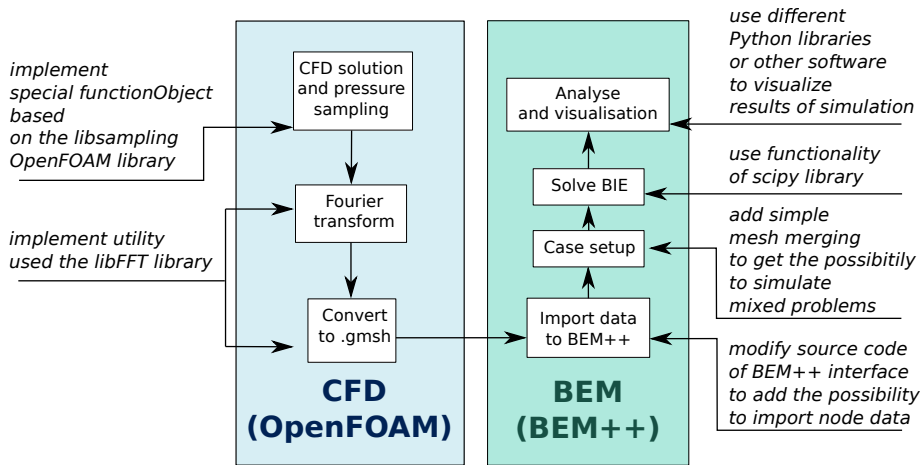 implement
special functionObject
based
on the libsampling
OpenFOAM library
implement utility
used the libFFT library
CFD solution
and pressure
sampling
Fourier
transform
Convert
to .gmsh
CFD
(OpenFOAM)
Analyse
and visualisation
Solve BIE
Case setup
Import data
to BEM++
BEM
(BEM++)
use different
Python libraries
or other software
to visualize
results of simulation
use functionality
of scipy library
add simple
mesh merging
to get the possibitily
to simulate
mixed problems
modify source code
of BEM++ interface
to add the possibility
to import node data